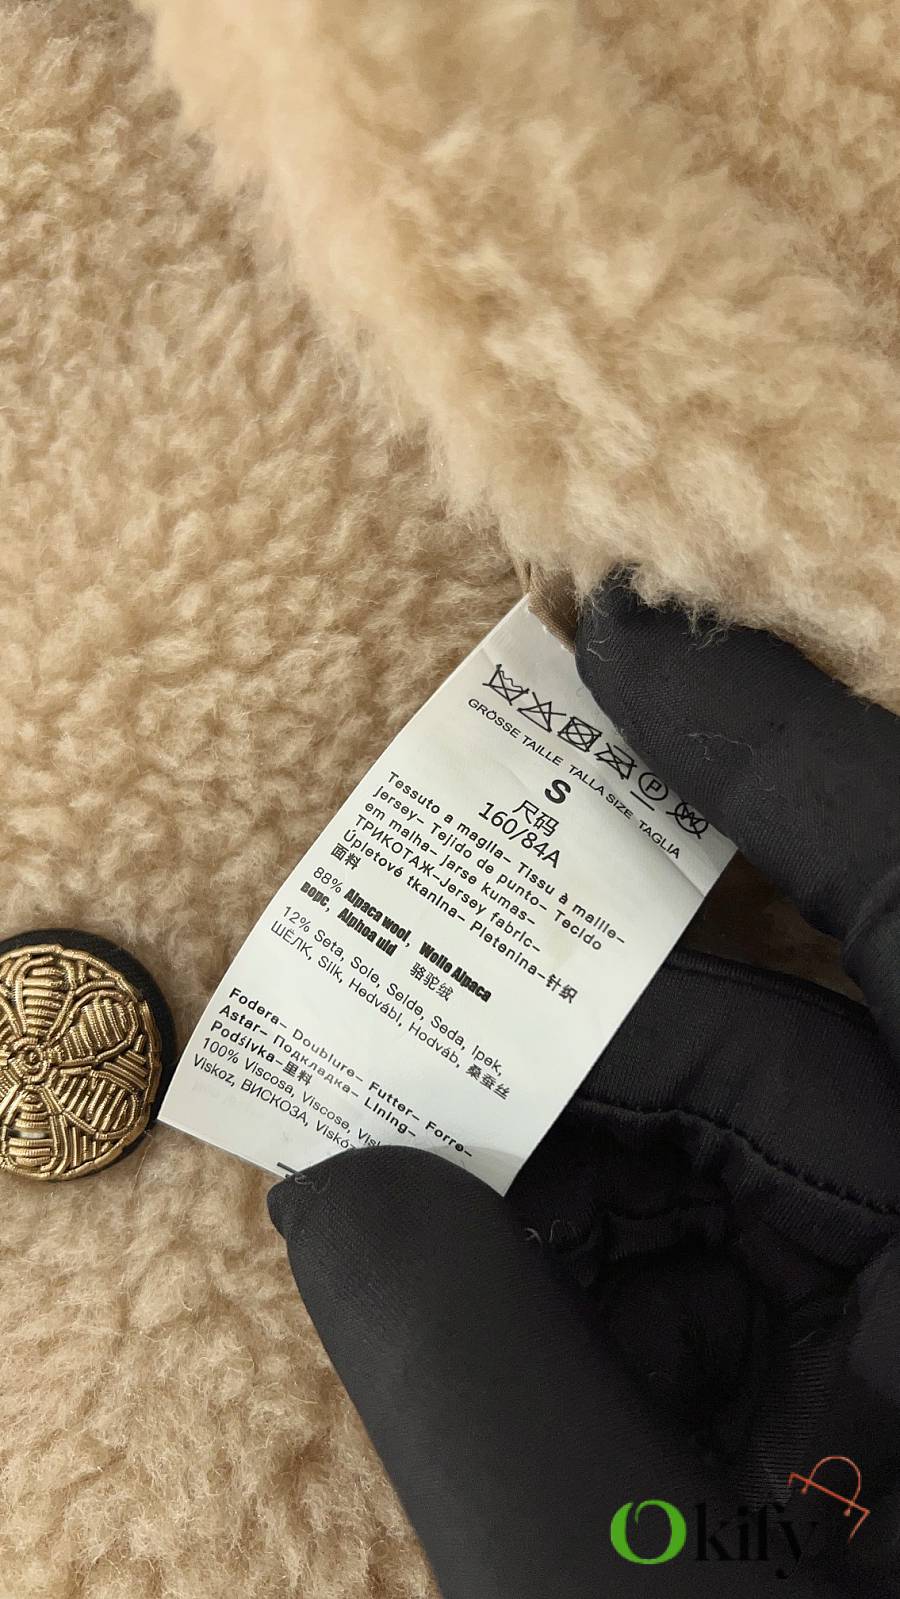 GRÖSSE TAILLE TALLA SIZE TAGLIA
S
尺码
160/84A
Tessuto a maglia– Tissu à maille–
jersey– Tejido de punto– Tecido
em malha– jarse kumas–
ТРИКОТАЖ–Jersey fabric–
Úpletové tkanina– Pletenina–针织
面料
88% Alpaca wool, Wolle Alpaca
ворс, Alphoa uld 骆驼绒
12% Seta, Soie, Seide, Seda, Ipek,
ШЁЛК, Silk, Hedvábl, Hodváb, 桑蚕丝
Fodera– Doublure– Futter– Forro–
Astar– Подкладка– Lining–
Podšívka–里料
100% Viscosa, Viscose,
Viskoz, ВИСКОЗА,
Okify